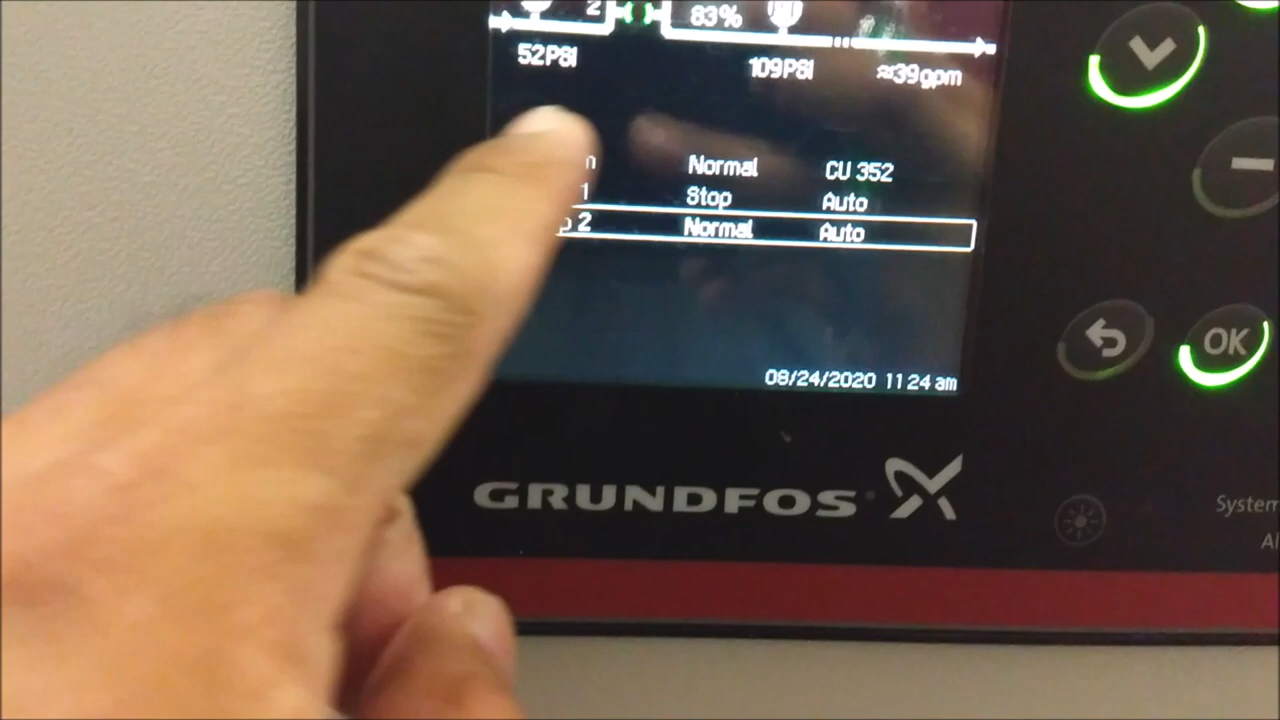 2 83%
52PSI 109PSI ≈39gpm
Normal CU 352
1 Stop Auto
2 Normal Auto
08/24/2020 11 24 am
OK
GRUNDFOS
System